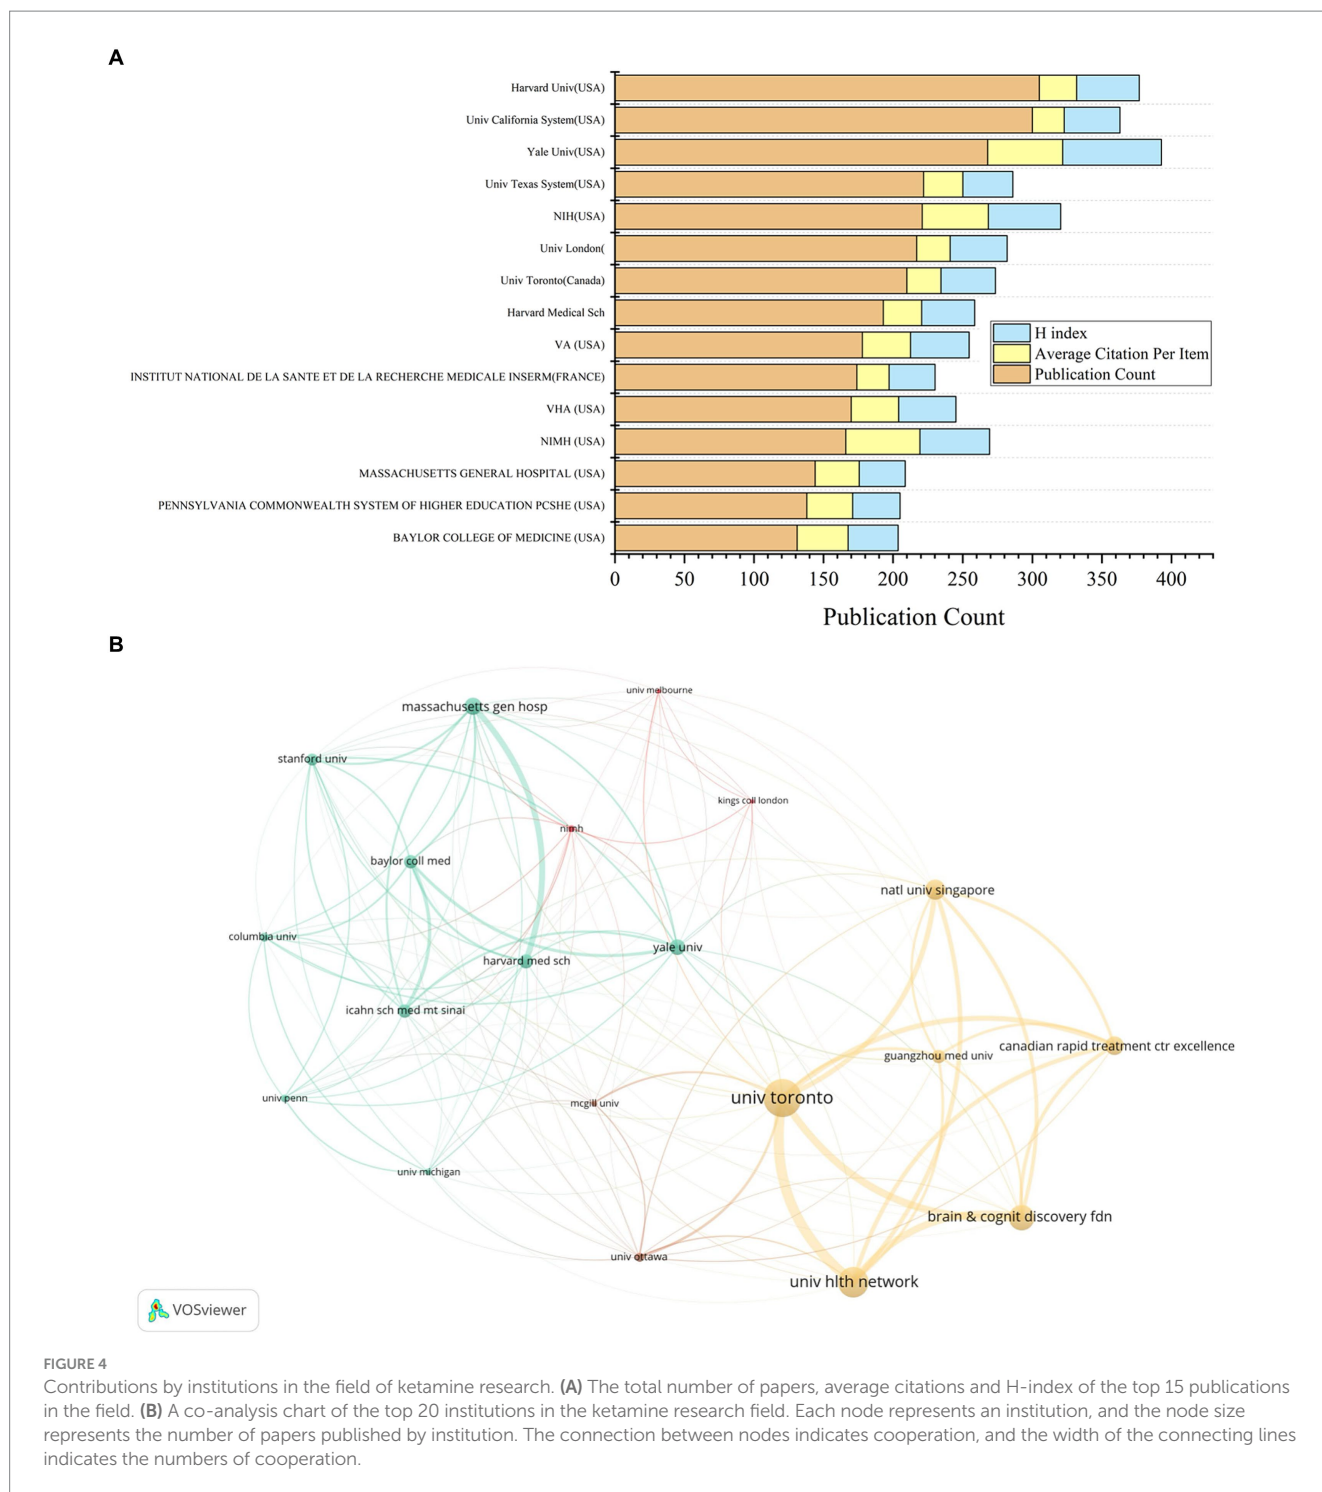 A
Harvard Univ(USA)
Univ California System(USA)
Yale Univ(USA)
Univ Texas System(USA)
NIH(USA)
Univ London(
Univ Toronto(Canada)
Harvard Medical Sch
VA (USA)
INSTITUT NATIONAL DE LA SANTE ET DE LA RECHERCHE MEDICALE INSERM(FRANCE)
VHA (USA)
NIMH (USA)
MASSACHUSETTS GENERAL HOSPITAL (USA)
PENNSYLVANIA COMMONWEALTH SYSTEM OF HIGHER EDUCATION PCSHE (USA)
BAYLOR COLLEGE OF MEDICINE (USA)
H index
Average Citation Per Item
Publication Count
0 50 100 150 200 250 300 350 400
Publication Count
B
univ melbourne
massachusetts gen hosp
stanford univ
kings coll london
nimh
baylor coll med
natl univ singapore
columbia univ
yale univ
harvard med sch
icahn sch med mt sinai
canadian rapid treatment ctr excellence
guangzhou med univ
univ toronto
univ penn
mcgill univ
univ michigan
brain & cognit discovery fdn
univ ottawa
univ hlth network
VOSviewer
FIGURE 4
Contributions by institutions in the field of ketamine research. (A) The total number of papers, average citations and H-index of the top 15 publications
in the field. (B) A co-analysis chart of the top 20 institutions in the ketamine research field. Each node represents an institution, and the node size
represents the number of papers published by institution. The connection between nodes indicates cooperation, and the width of the connecting lines
indicates the numbers of cooperation.